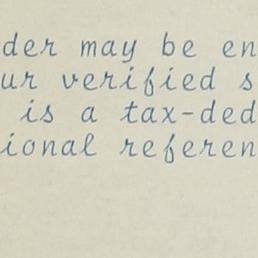 der may be en
ur verified s
is a tax-ded
ional referen